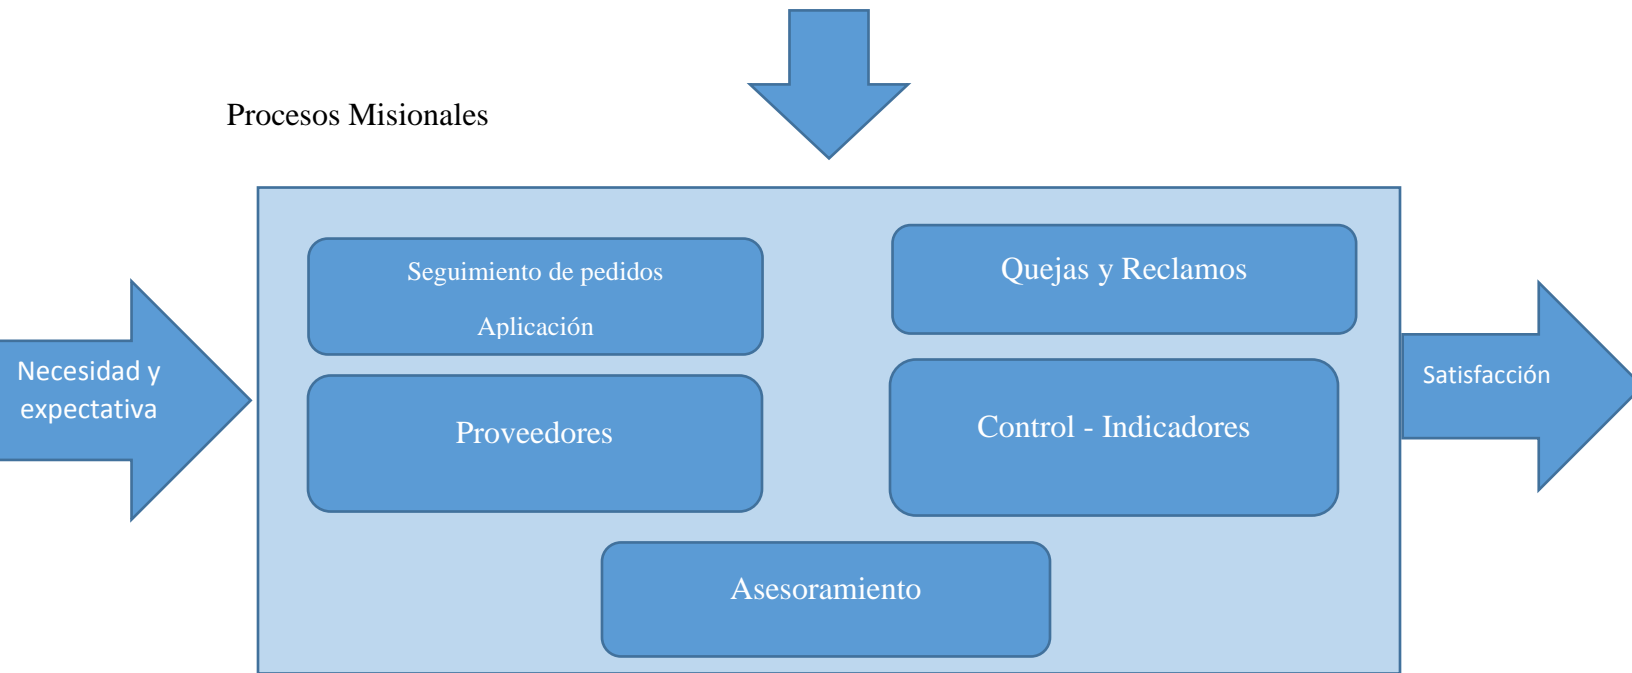 Procesos Misionales
Necesidad y
expectativa
Seguimiento de pedidos
Aplicación
Quejas y Reclamos
Proveedores
Control - Indicadores
Asesoramiento
Satisfacción